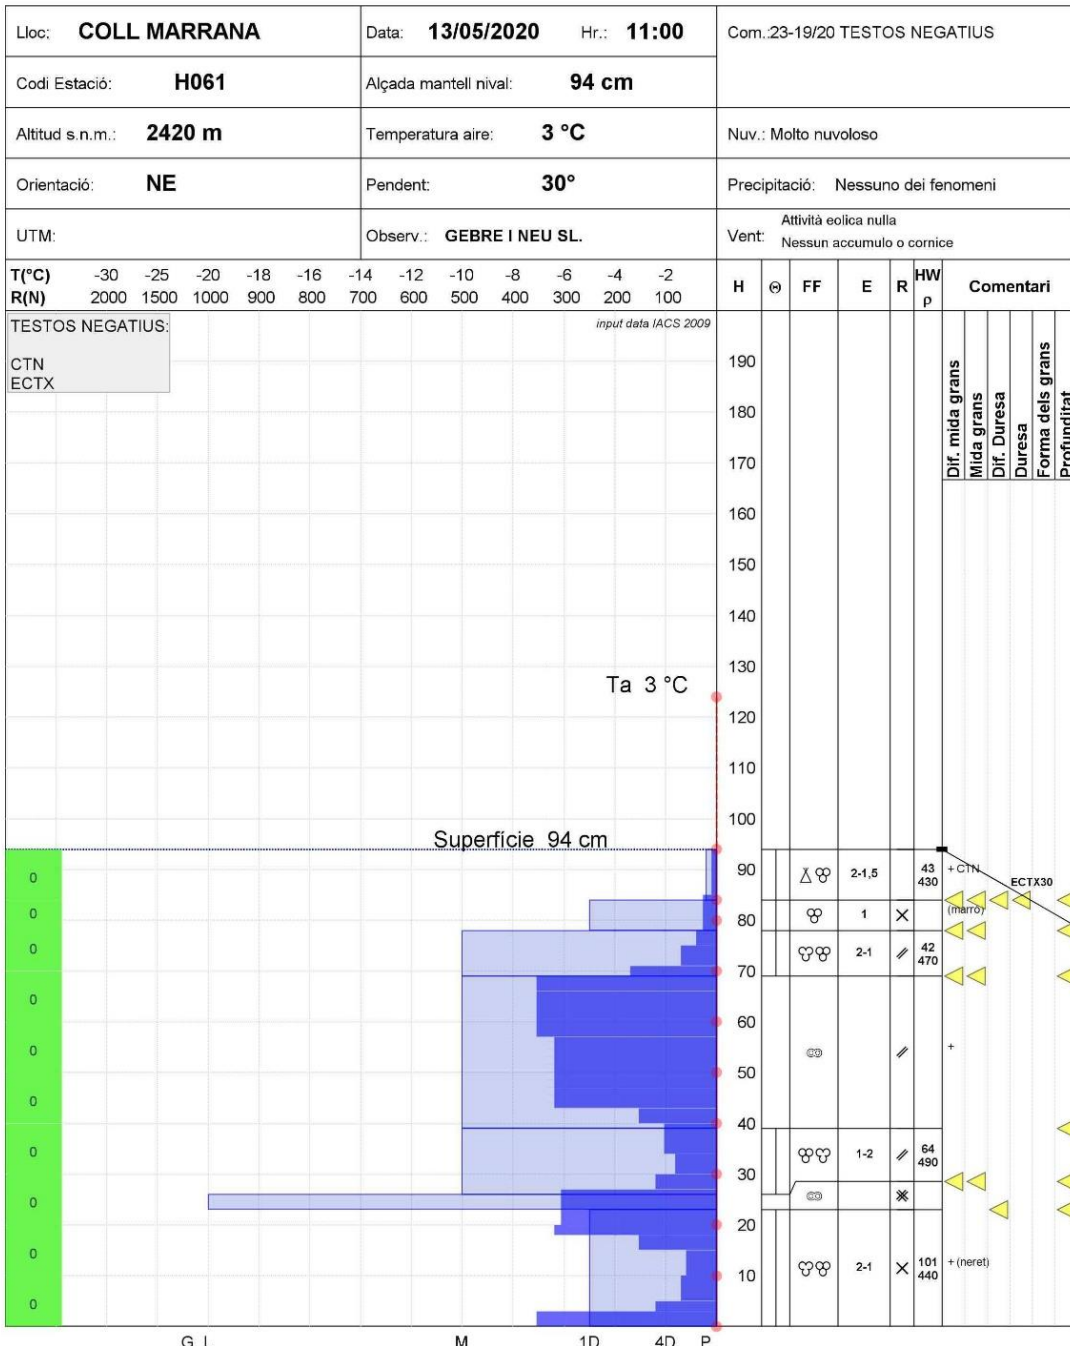 Lloc: COLL MARRANA Data: 13/05/2020 Hr.: 11:00 Com.:23-19/20 TESTOS NEGATIUS
Codi Estació: H061 Alçada mantell nival: 94 cm
Altitud s.n.m.: 2420 m Temperatura aire: 3 °C Nuv.: Molto nuvoloso
Orientació: NE Pendent: 30° Precipitació: Nessuno dei fenomeni
UTM: Observ.: GEBRE I NEU SL. Vent: Attività eolica nulla
Nessun accumulo o cornice
T(°C) -30 -25 -20 -18 -16 -14 -12 -10 -8 -6 -4 -2
R(N) 2000 1500 1000 900 800 700 600 500 400 300 200 100
H Θ FF E R HW ρ Comentari
TESTOS NEGATIUS:
CTN
ECTX
input data IACS 2009
Dif. mida grans
Mida grans
Dif. Duresa
Duresa
Forma dels grans
Profunditat
190
180
170
160
150
140
130
Ta 3 °C
120
110
100
Superfície 94 cm
0 90 2-1,5 43 + CTN
430 ECTX30
0 80 1 (marró)
0 2-1 42
470
70
0
60
0 50 +
0 40
0 1-2 64
490
30
0
20
0 10 2-1 101 + (neret)
440
0
G L M 1D 4D P